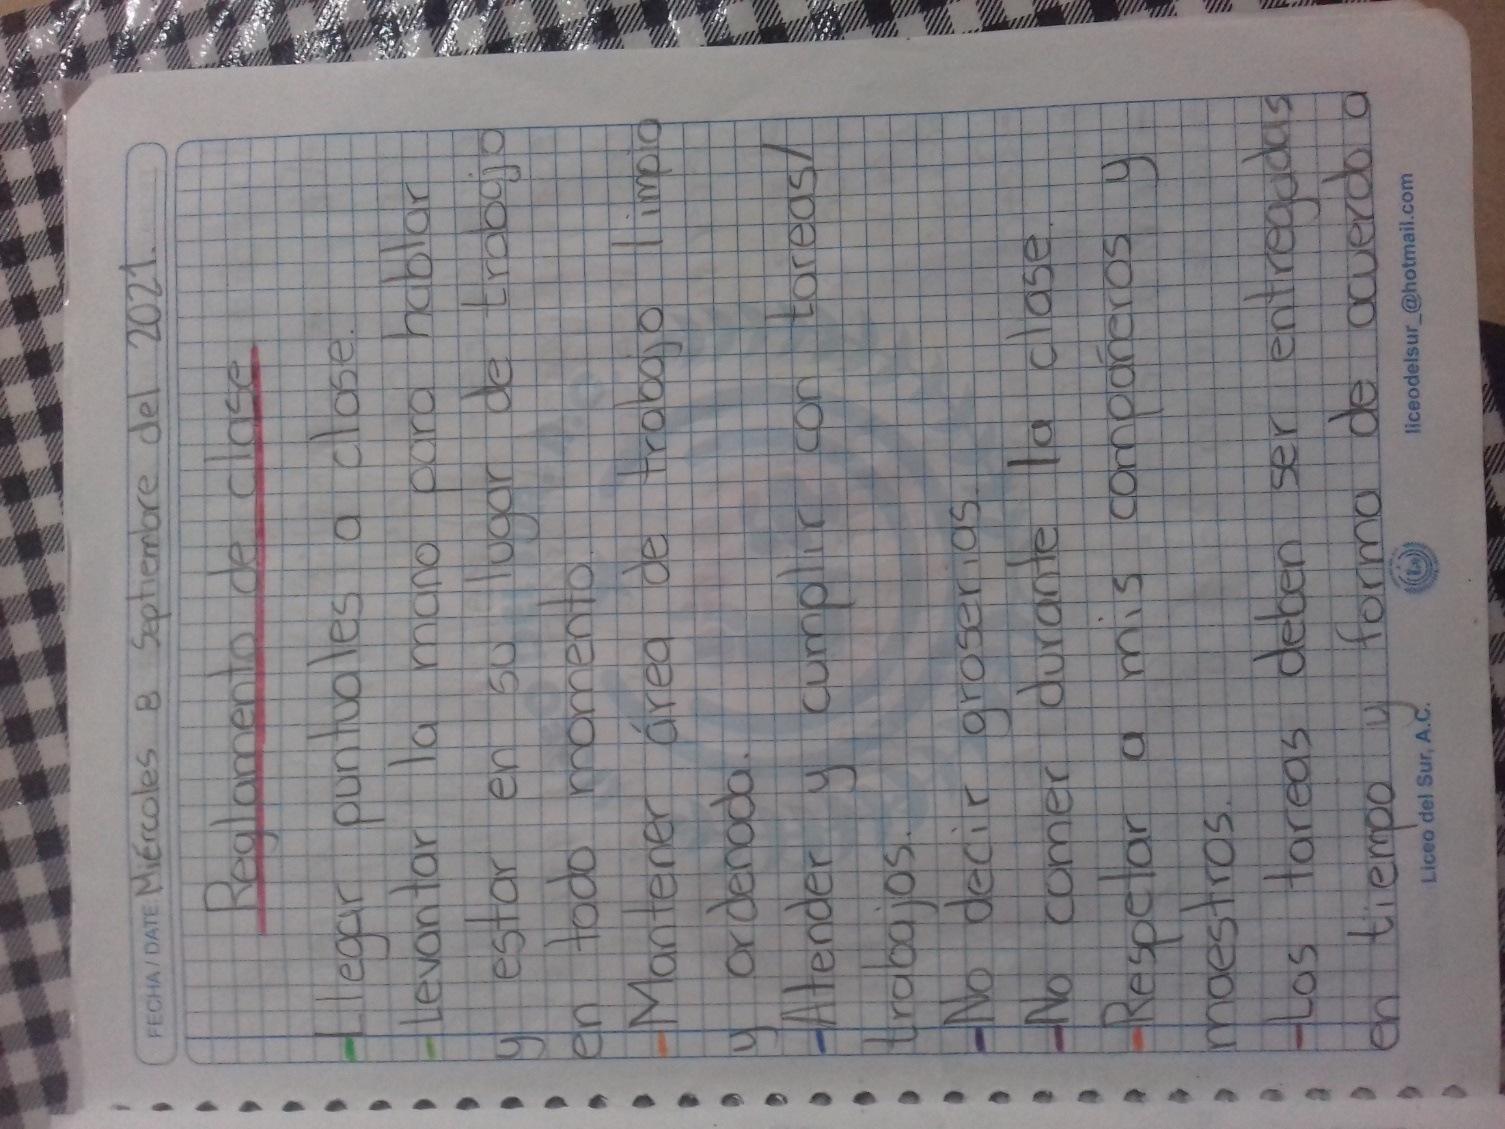 FECHA / DATE Miércoles 8 Septiembre del 2021.
Reglamento de clase
- Llegar puntuales a clase.
- Levantar la mano para hablar
y estar en su lugar de trabajo
en todo momento.
- Mantener área de trabajo limpio
y ordenada.
- Atender y cumplir con tareas/
trabajos.
- No decir groserias.
- No comer durante la clase.
- Respetar a mis compañeros y
maestros.
- Las tareas deben ser entregadas
en tiempo y forma de acuerdo a
Liceo del Sur, A.C. liceodelsur_@hotmail.com